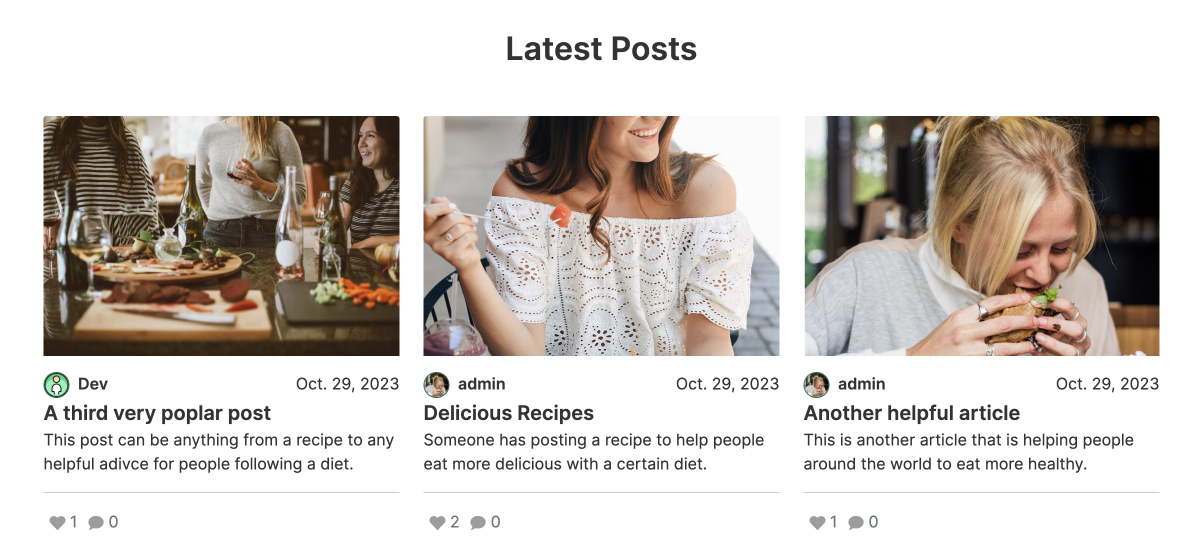 Latest Posts
Dev
Oct. 29, 2023
A third very poplar post
This post can be anything from a recipe to any
helpful adivce for people following a diet.
1 0
admin
Oct. 29, 2023
Delicious Recipes
Someone has posting a recipe to help people
eat more delicious with a certain diet.
2 0
admin
Oct. 29, 2023
Another helpful article
This is another article that is helping people
around the world to eat more healthy.
1 0